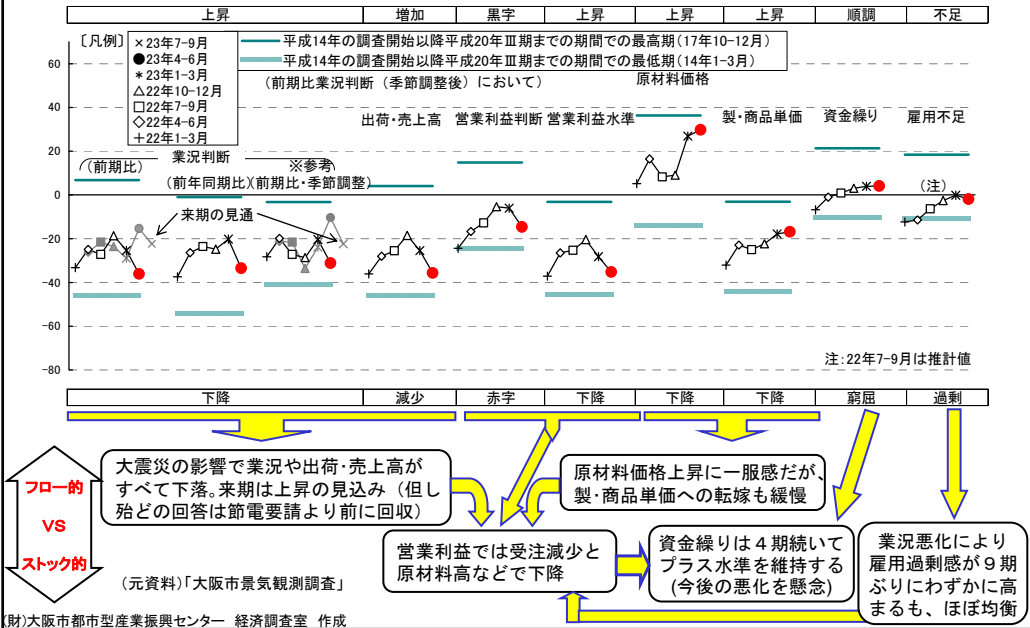 上昇 増加 黒字 上昇 上昇 上昇 順調 不足
〔凡例〕
×23年7-9月
●23年4-6月
＊23年1-3月
△22年10-12月
□22年7-9月
◇22年4-6月
＋22年1-3月
平成14年の調査開始以降平成20年Ⅲ期までの期間での最高期(17年10-12月)
平成14年の調査開始以降平成20年Ⅲ期までの期間での最低期(14年1-3月)
(前期比業況判断（季節調整後）において)
原材料価格
出荷・売上高 営業利益判断 営業利益水準 製・商品単価 資金繰り 雇用不足
業況判断
(前期比) ※参考
(前年同期比)(前期比・季節調整)
来期の見通
(注)
60
40
20
0
-20
-40
-60
-80
注：22年7-9月は推計値
下降 減少 赤字 下降 下降 下降 窮屈 過剰
フロー的
VS
ストック的
大震災の影響で業況や出荷・売上高が
すべて下落。来期は上昇の見込み（但し
殆どの回答は節電要請より前に回収）
原材料価格上昇に一服感だが、
製・商品単価への転嫁も緩慢
営業利益では受注減少と
原材料高などで下降
資金繰りは４期続いて
プラス水準を維持する
(今後の悪化を懸念)
業況悪化により
雇用過剰感が９期
ぶりにわずかに高
まるも、ほぼ均衡
(元資料)「大阪市景気観測調査」
(財)大阪市都市型産業振興センター 経済調査室 作成